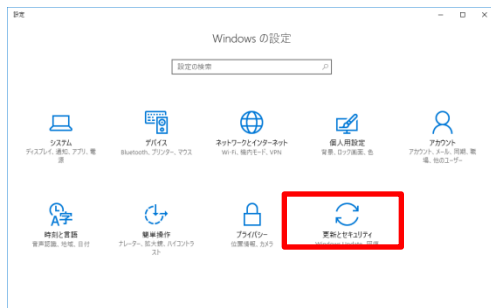 設定
Windows の設定
設定の検索
システム
ディスプレイ、通知、アプリ、電
源
デバイス
Bluetooth、プリンター、マウス
ネットワークとインターネット
Wi-Fi、機内モード、VPN
個人用設定
背景、ロック画面、色
アカウント
アカウント、メール、同期、職
場、他のユーザー
時刻と言語
音声認識、地域、日付
簡単操作
ナレーター、拡大鏡、ハイコントラ
スト
プライバシー
位置情報、カメラ
更新とセキュリティ
Windows Update、回復